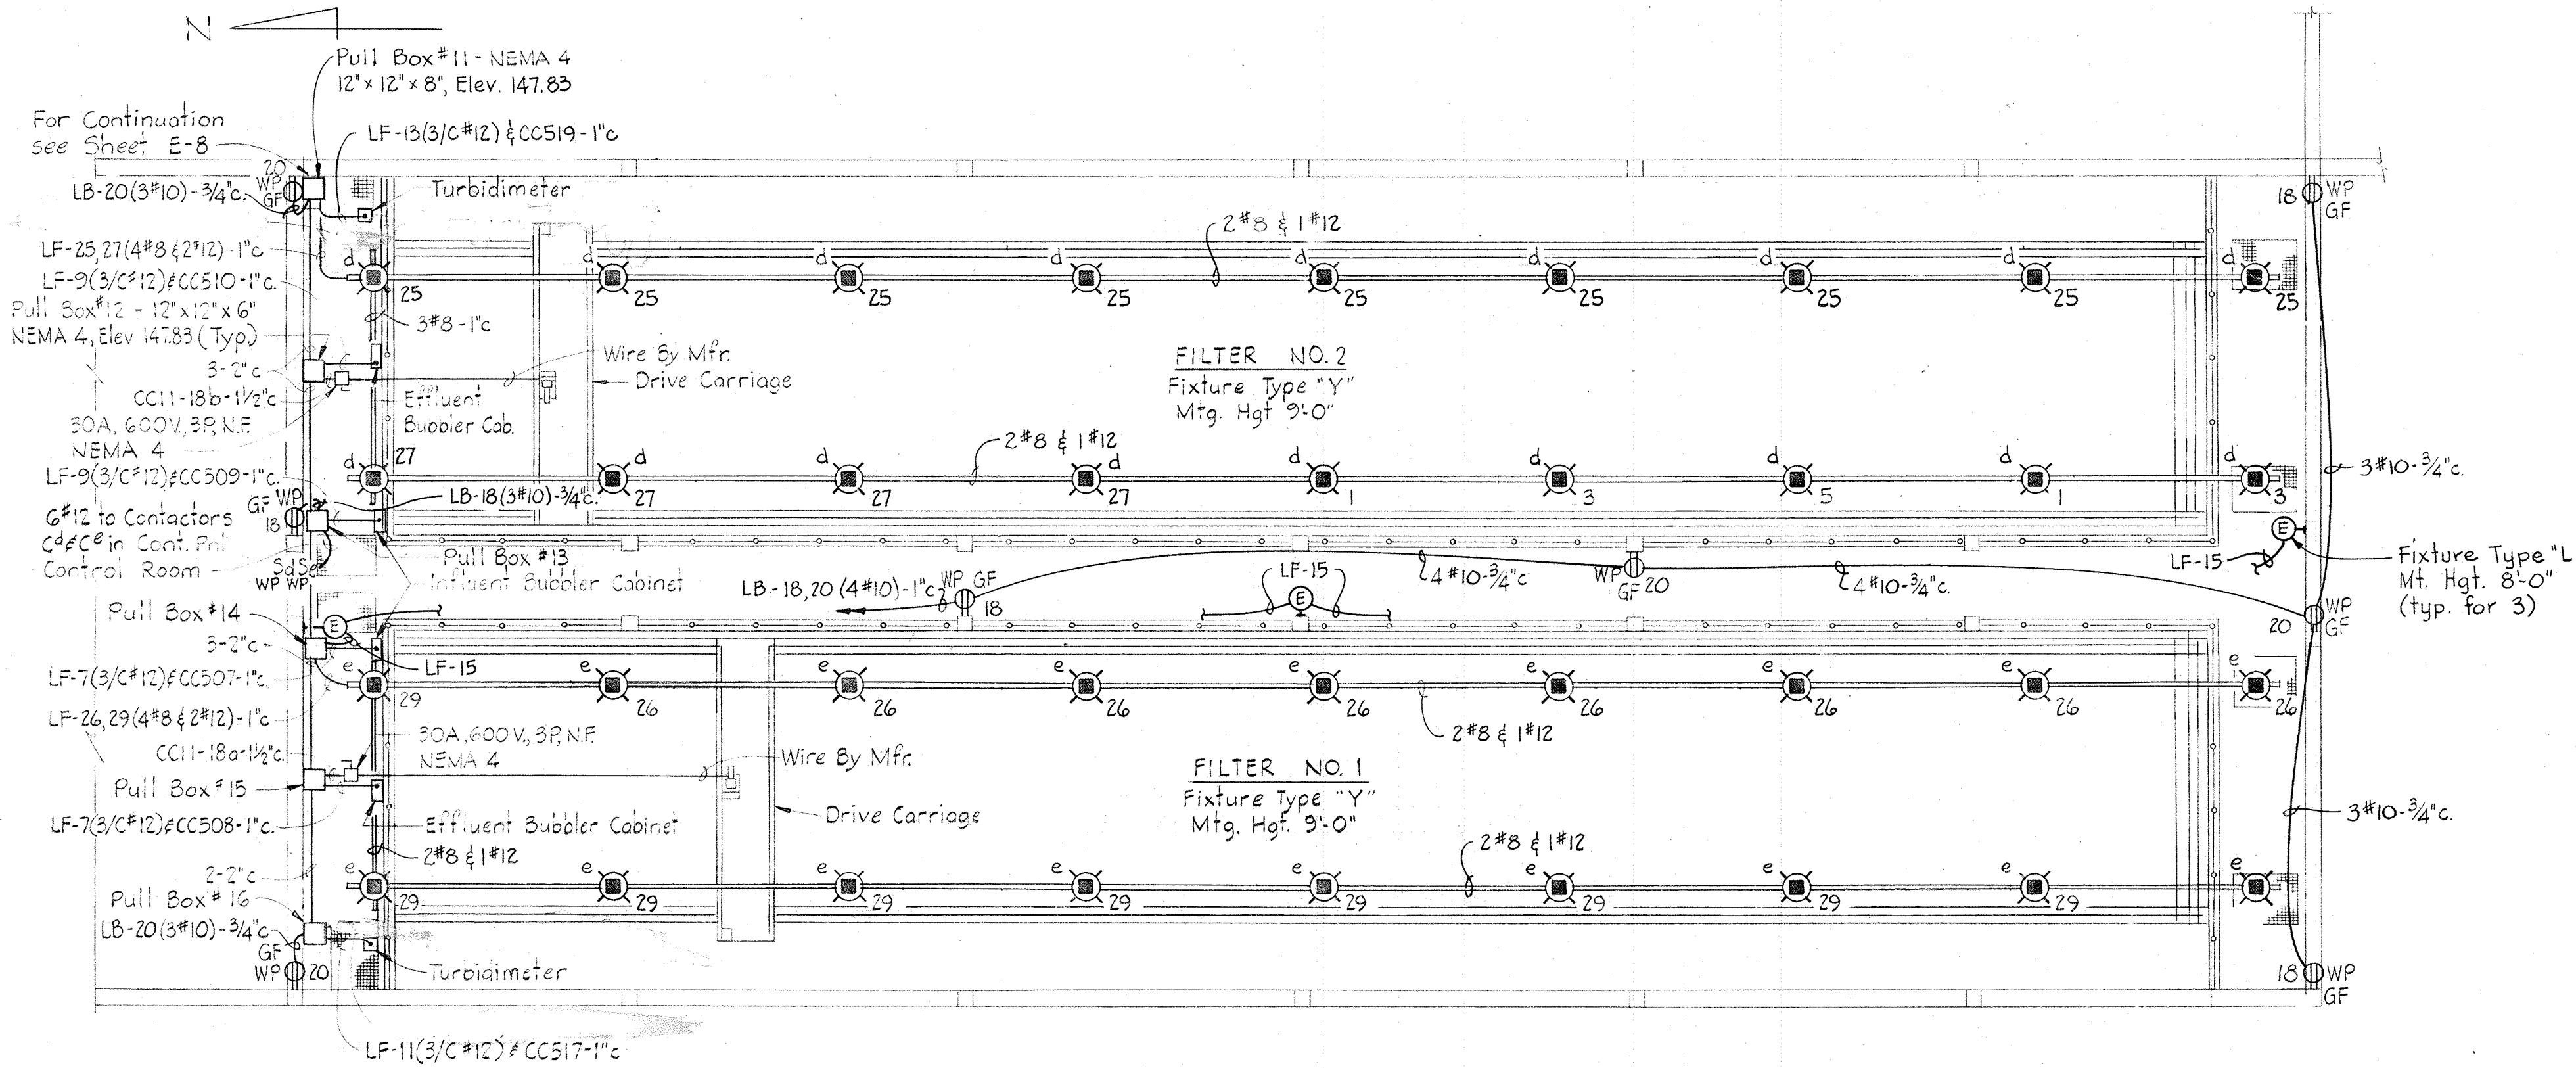 N
Pull Box #11 - NEMA 4
12" x 12" x 8", Elev. 147.83
For Continuation
see Sheet E-8
LF-13(3/C#12) & CC519-1"c
20
WP
GF
LB-20(3#10)-3/4"c.
Turbidimeter
18 WP
GF
2#8 & 1#12
LF-25,27(4#8 & 2#12)-1"c
LF-9(3/C#12)&CC510-1"c.
Pull Box#12 - 12"x12"x6"
NEMA 4, Elev 147.83 (Typ.)
d d d d d d d d d
25 25 25 25 25 25 25 25 25
3#8-1"c
3-2"c
CC11-18b-1 1/2"c
30A, 600V., 3P, N.F.
NEMA 4
Wire By Mfr.
Drive Carriage
Effluent
Bubbler Cab.
FILTER NO. 2
Fixture Type "Y"
Mtg. Hgt 9'-0"
2#8 & 1#12
3#10-3/4"c.
LF-9(3/C#12)&CC509-1"c.
d d d d d d d d d
27 27 27 27 1 3 5 1 3
LB-18(3#10)-3/4"c.
GF WP
18
6#12 to Contactors
Cd & Ce in Cont. Pnl
Control Room
Sd Se
WP WP
Pull Box #13
Influent Bubbler Cabinet
LB-18,20 (4#10)-1"c
WP GF
18
LF-15
4#10-3/4"c
WP
GF 20
4#10-3/4"c.
LF-15
E
Fixture Type "L
Mt. Hgt. 8'-0"
(typ. for 3)
E
E
WP
20 GF
Pull Box #14
3-2"c
LF-15
LF-7(3/C#12)&CC507-1"c.
LF-26,29(4#8 & 2#12)-1"c
e e e e e e e e e
29 26 26 26 26 26 26 26 26
2#8 & 1#12
CC11-18a-1 1/2"c.
30A, 600V., 3P, N.F.
NEMA 4
Wire By Mfr.
Pull Box #15
LF-7(3/C#12)&CC508-1"c.
Drive Carriage
Effluent Bubbler Cabinet
FILTER NO. 1
Fixture Type "Y"
Mtg. Hgt. 9'-0"
3#10-3/4"c.
2#8 & 1#12
2#8 & 1#12
2-2"c
e e e e e e e e e
29 29 29 29 29 29 29 29
Pull Box #16
LB-20(3#10)-3/4"c
GF
WP 20
Turbidimeter
18 WP
GF
LF-11(3/C#12) & CC517-1"c